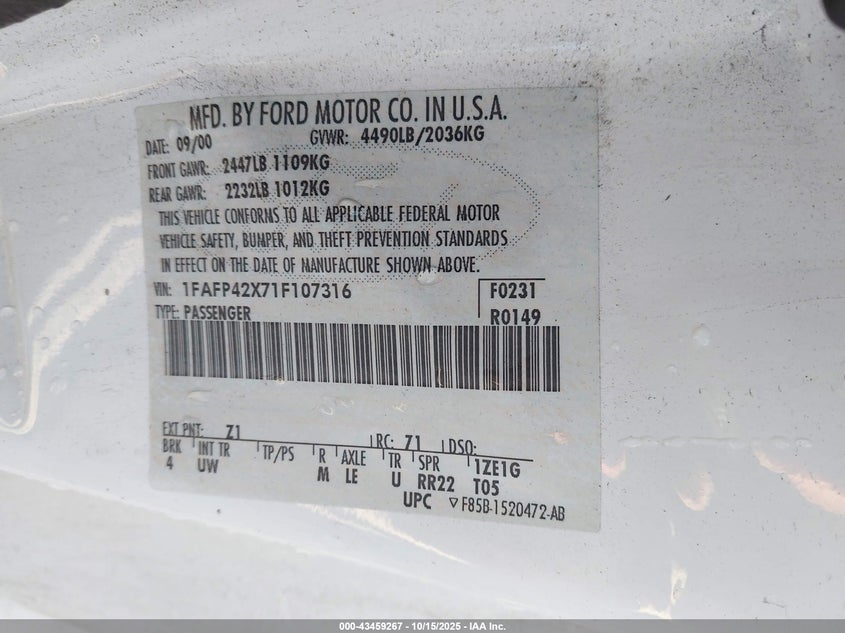 MFD. BY FORD MOTOR CO. IN U.S.A.
DATE: 09/00 GVWR: 4490LB/2036KG
FRONT GAWR: 2447LB 1109KG
REAR GAWR: 2232LB 1012KG
THIS VEHICLE CONFORMS TO ALL APPLICABLE FEDERAL MOTOR
VEHICLE SAFETY, BUMPER, AND THEFT PREVENTION STANDARDS
IN EFFECT ON THE DATE OF MANUFACTURE SHOWN ABOVE.
VIN: 1FAFP42X71F107316 F0231
TYPE: PASSENGER R0149
EXT PNT: Z1 RC: 71 DSO:
BRK INT TR TP/PS R AXLE TR SPR 1ZE1G
4 UW M LE U RR22 T05
UPC F85B-1520472-AB
000-43459267 - 10/15/2025 - IAA Inc.